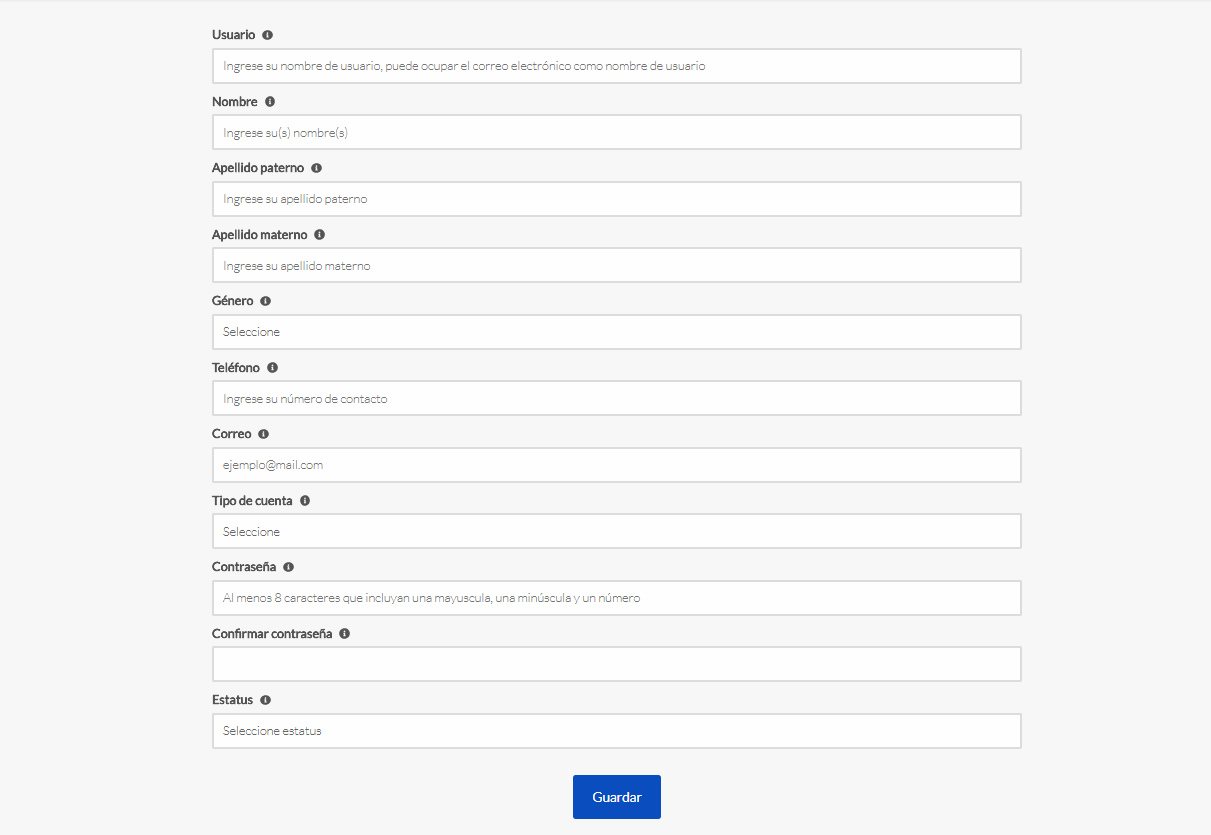 Usuario
Ingrese su nombre de usuario, puede ocupar el correo electrónico como nombre de usuario
Nombre
Ingrese su(s) nombre(s)
Apellido paterno
Ingrese su apellido paterno
Apellido materno
Ingrese su apellido materno
Género
Seleccione
Teléfono
Ingrese su número de contacto
Correo
ejemplo@mail.com
Tipo de cuenta
Seleccione
Contraseña
Al menos 8 caracteres que incluyan una mayuscula, una minúscula y un número
Confirmar contraseña
Estatus
Seleccione estatus
Guardar